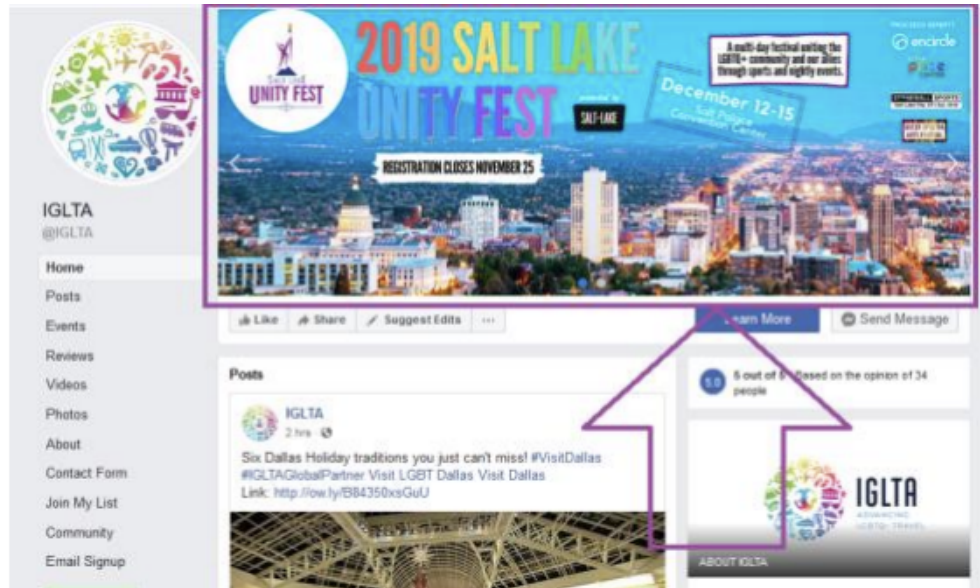 2019 SALT LAKE
UNITY FEST
SALT LAKE
UNITY FEST
presented by
SALT-LAKE
A multi-day festival uniting the
LGBTQ+ community and our allies
through sports and nightly events.
December 12-15
Salt Palace
Convention Center
REGISTRATION CLOSES NOVEMBER 25
encircle
IGLTA
@IGLTA
Home
Posts
Events
Reviews
Videos
Photos
About
Contact Form
Join My List
Community
Email Signup
Like Share Suggest Edits ...
Learn More
Send Message
Posts
IGLTA
2 hrs
Six Dallas Holiday traditions you just can't miss! #VisitDallas
#IGLTAGlobalPartner Visit LGBT Dallas Visit Dallas
Link: http://ow.ly/B84350xsGuU
5.0
5 out of 5 Based on the opinion of 34
people
IGLTA
ADVANCING
LGBTQ+ TRAVEL
ABOUT IGLTA